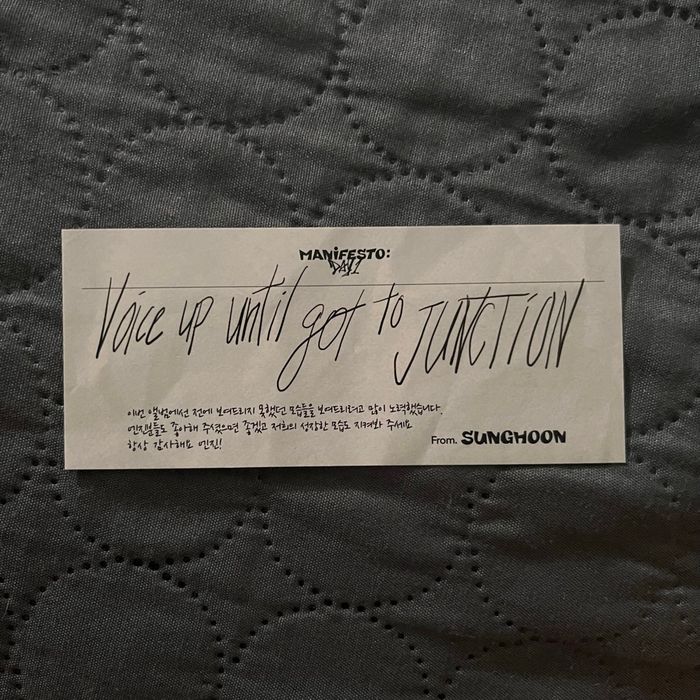 MANiFESTO:
DAY 1
Voice up until got to JUNCTiON
이번 앨범에선 전에 보여드리지 못했던 모습들을 보여드리려고 많이 노력했습니다.
엔진분들도 좋아해 주셨으면 좋겠고 저희의 성장한 모습도 지켜봐 주세요
항상 감사해요 엔진!
From. SUNGHOON